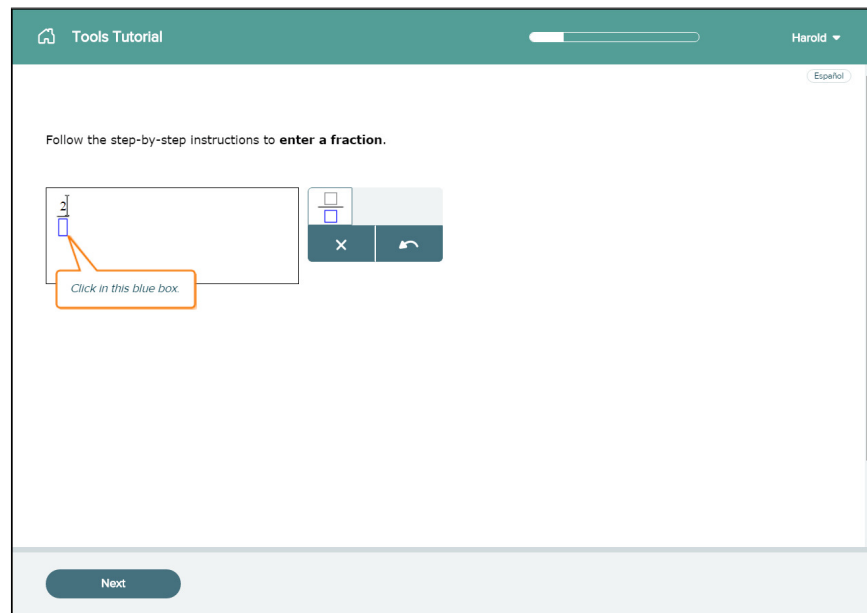 Tools Tutorial
Harold
Español
Follow the step-by-step instructions to enter a fraction.
2
Click in this blue box.
Next